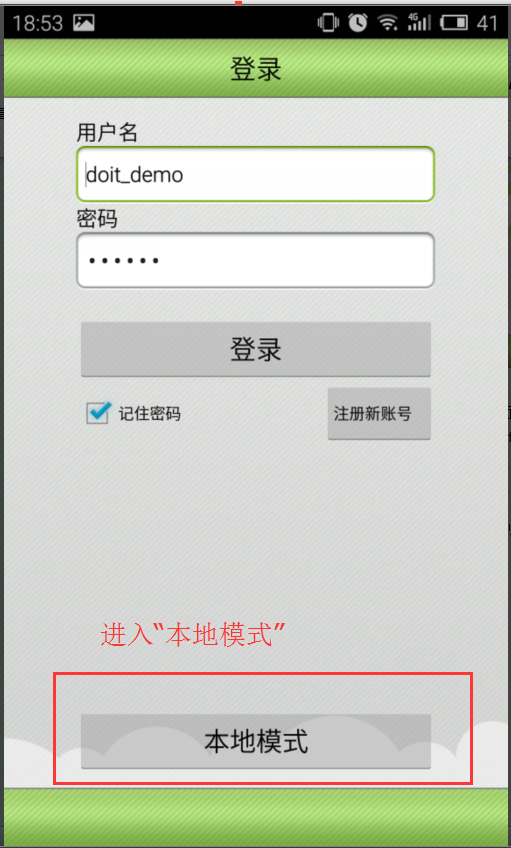 18:53 4G 41
登录
用户名
doit_demo
密码
••••••
登录
记住密码 注册新账号
进入“本地模式”
本地模式